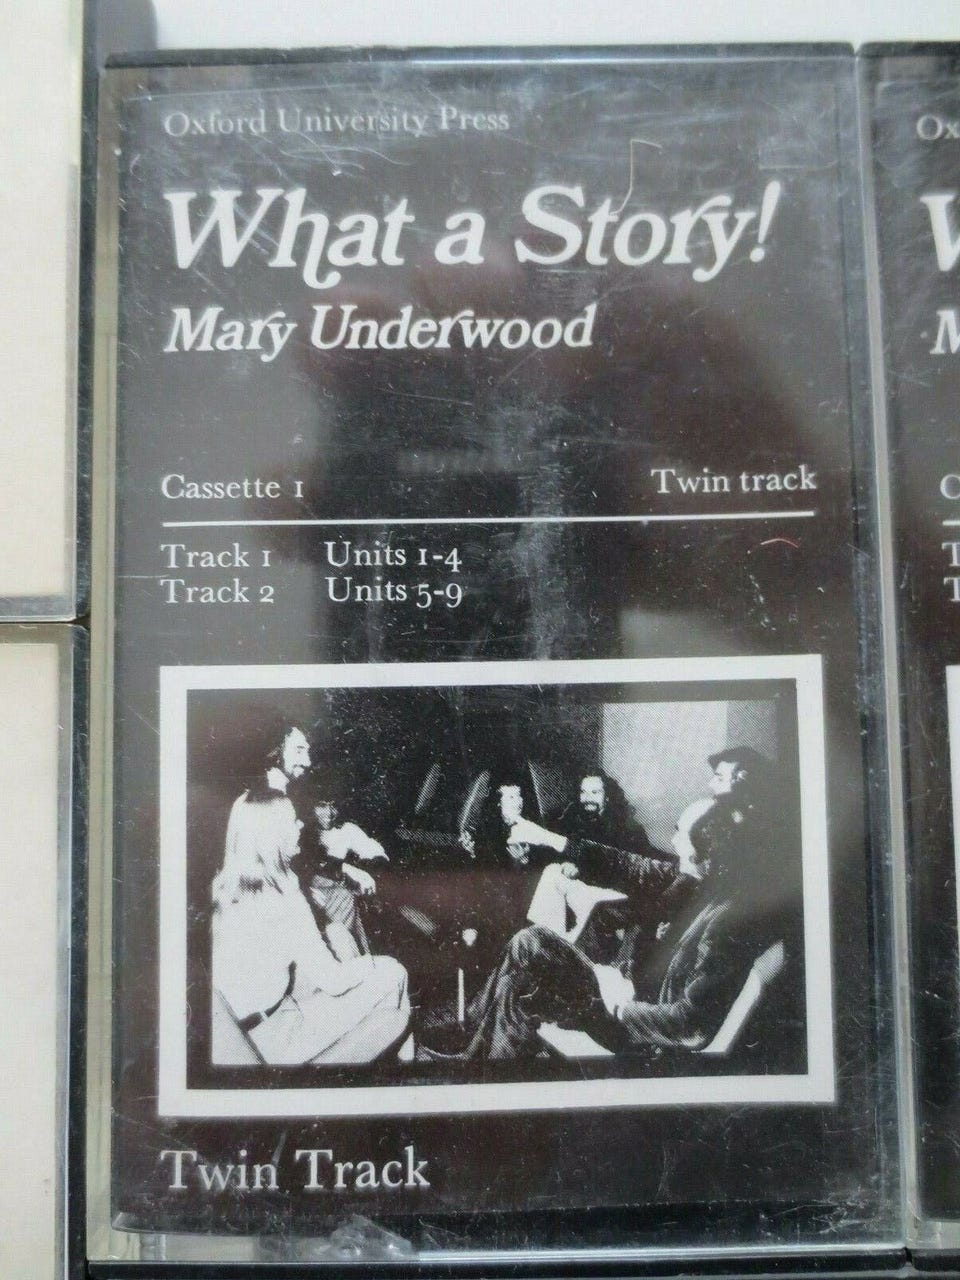 Oxford University Press
What a Story!
Mary Underwood
Cassette 1 Twin track
Track 1 Units 1-4
Track 2 Units 5-9
Twin Track
Ox